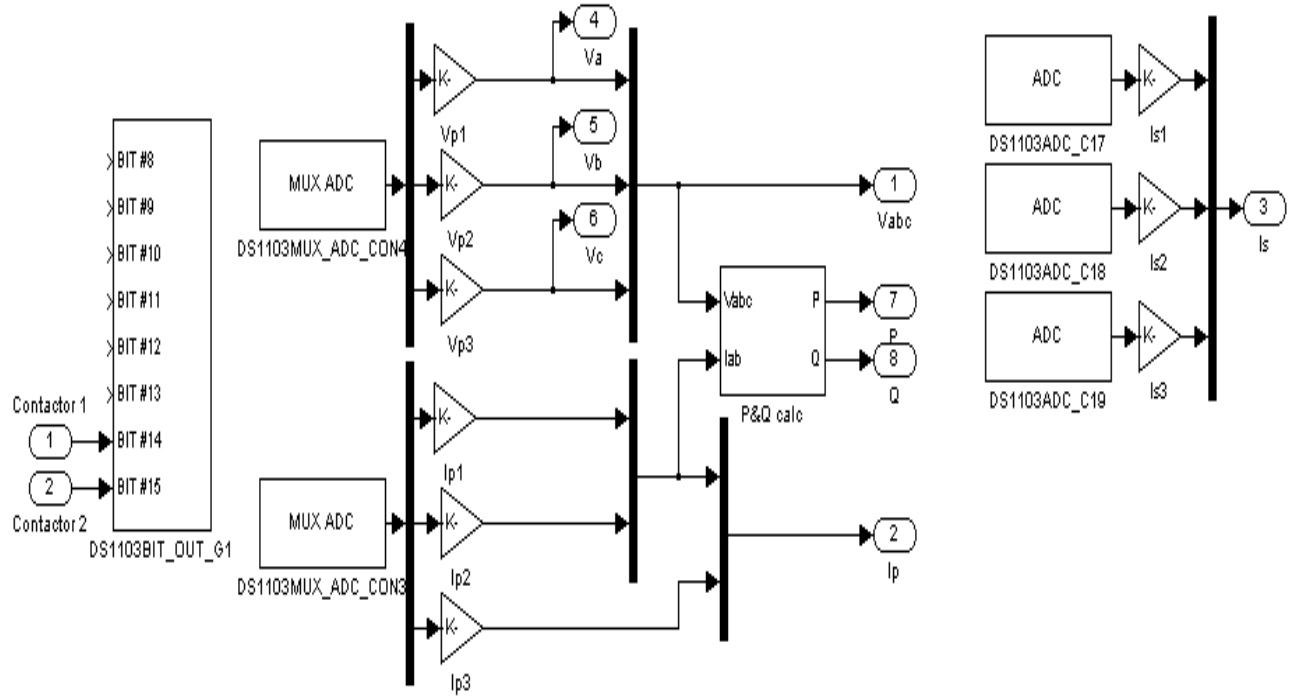 BIT #8
BIT #9
BIT #10
BIT #11
BIT #12
BIT #13
Contactor 1
1
BIT #14
2
BIT #15
Contactor 2
DS1103BIT_OUT_G1
MUX ADC
DS1103MUX_ADC_CON4
K-
Vp1
K-
Vp2
K-
Vp3
4
Va
5
Vb
6
Vc
1
Vabc
MUX ADC
DS1103MUX_ADC_CON3
K-
Ip1
K-
Ip2
K-
Ip3
Vabc
P
Iab
Q
P&Q calc
7
P
8
Q
2
Ip
ADC
DS1103ADC_C17
K-
Is1
ADC
DS1103ADC_C18
K-
Is2
ADC
DS1103ADC_C19
K-
Is3
3
Is